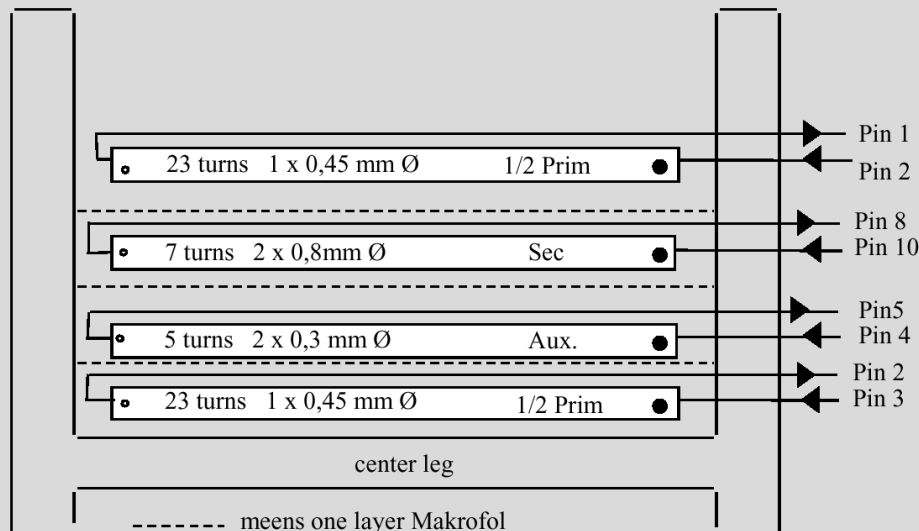 Pin 1
23 turns 1 x 0,45 mm Ø 1/2 Prim
Pin 2
Pin 8
7 turns 2 x 0,8mm Ø Sec
Pin 10
Pin5
5 turns 2 x 0,3 mm Ø Aux.
Pin 4
Pin 2
23 turns 1 x 0,45 mm Ø 1/2 Prim
Pin 3
center leg
meens one layer Makrofol